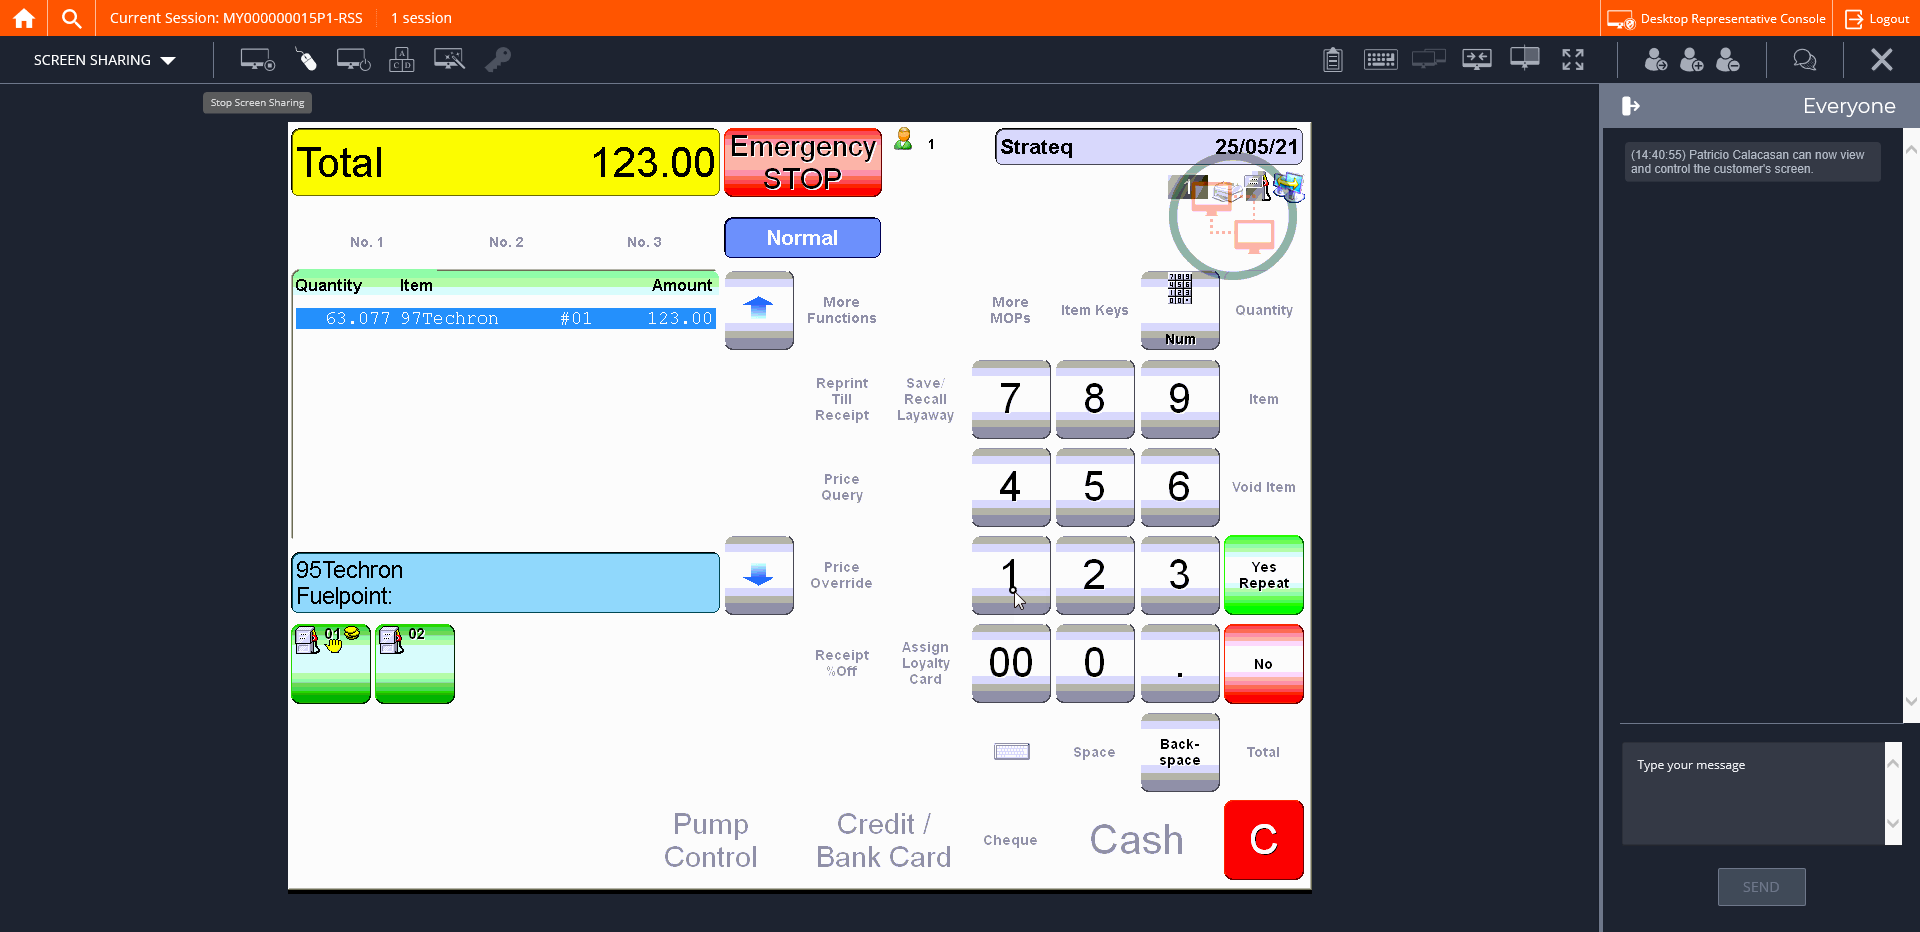 Current Session: MY000000015P1-RSS
1 session
Desktop Representative Console
Logout
SCREEN SHARING
Stop Screen Sharing
Everyone
(14:40:55) Patricio Calacasan can now view
and control the customer's screen.
Total 123.00
Emergency
STOP
1
Strateq 25/05/21
1
No. 1
No. 2
No. 3
Normal
Quantity Item Amount
63.077 97Techron #01 123.00
More
Functions
More
MOPs
Item Keys
Num
Quantity
Reprint
Till
Receipt
Save/
Recall
Layaway
7
8
9
Item
Price
Query
4
5
6
Void Item
95Techron
Fuelpoint:
Price
Override
1
2
3
Yes
Repeat
01
02
Receipt
%Off
Assign
Loyalty
Card
00
0
.
No
Space
Back-
space
Total
Pump
Control
Credit /
Bank Card
Cheque
Cash
C
Type your message
SEND